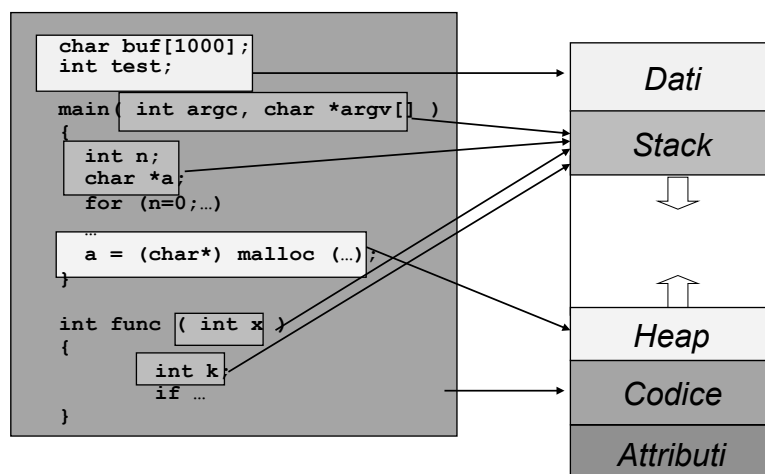 char buf[1000];
int test;
main( int argc, char *argv[] )
{
int n;
char *a;
for (n=0;…)
…
a = (char*) malloc (…);
}
int func ( int x )
{
int k;
if …
}
Dati
Stack
Heap
Codice
Attributi